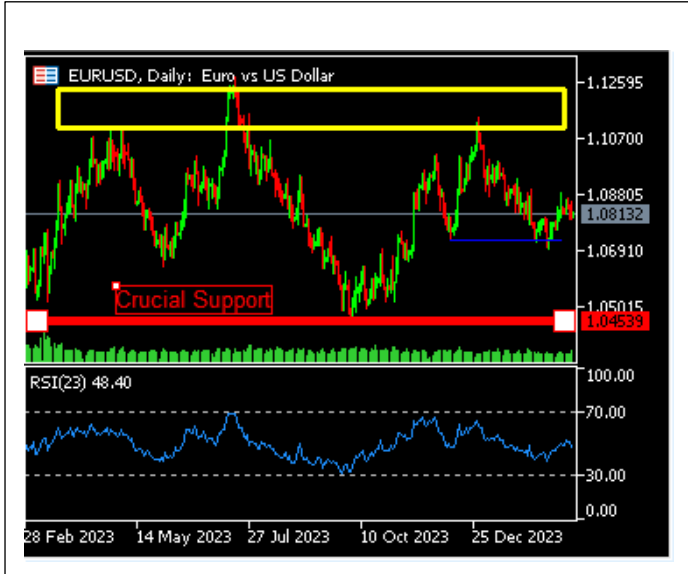 EURUSD, Daily: Euro vs US Dollar
1.12595
1.10700
1.08805
1.08132
1.06910
Crucial Support
1.05015
1.04539
RSI(23) 48.40
100.00
70.00
30.00
0.00
28 Feb 2023 14 May 2023 27 Jul 2023 10 Oct 2023 25 Dec 2023